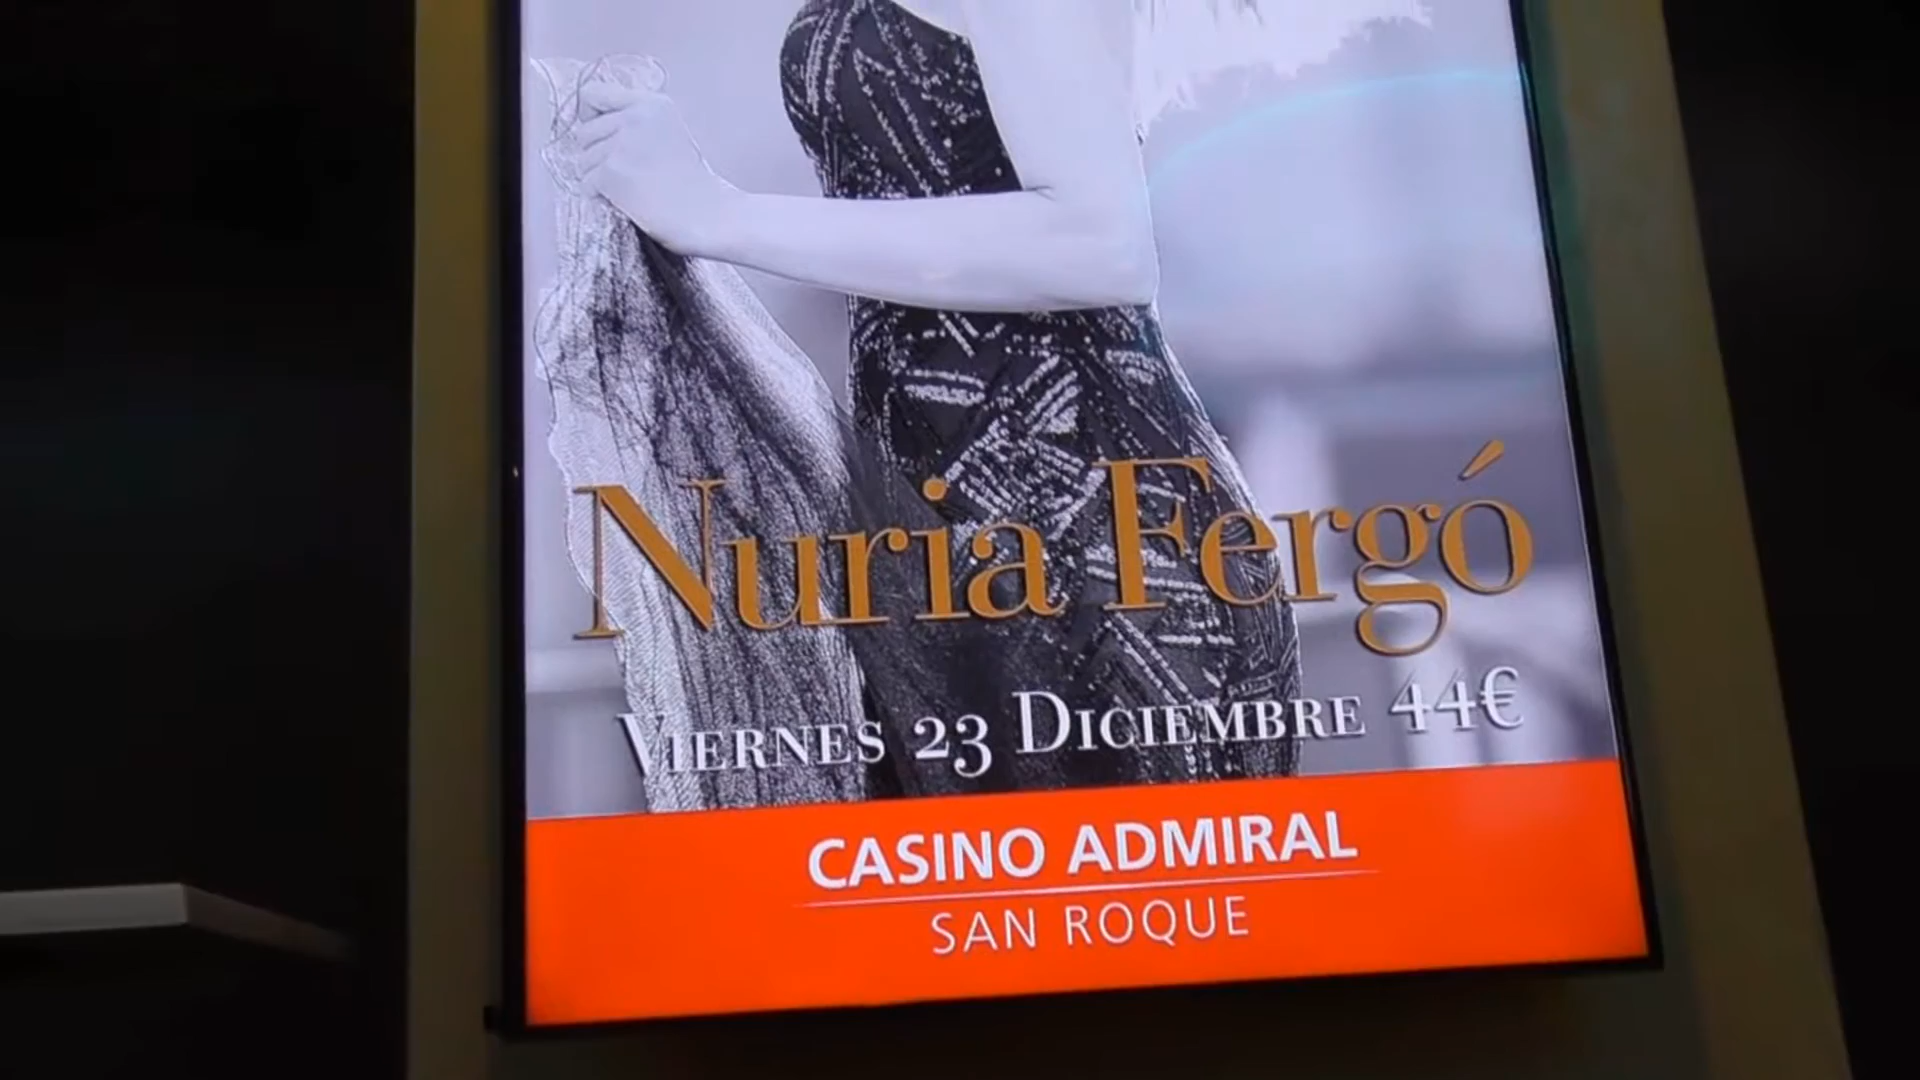 Nuria Fergó
Viernes 23 Diciembre 44€
CASINO ADMIRAL
SAN ROQUE